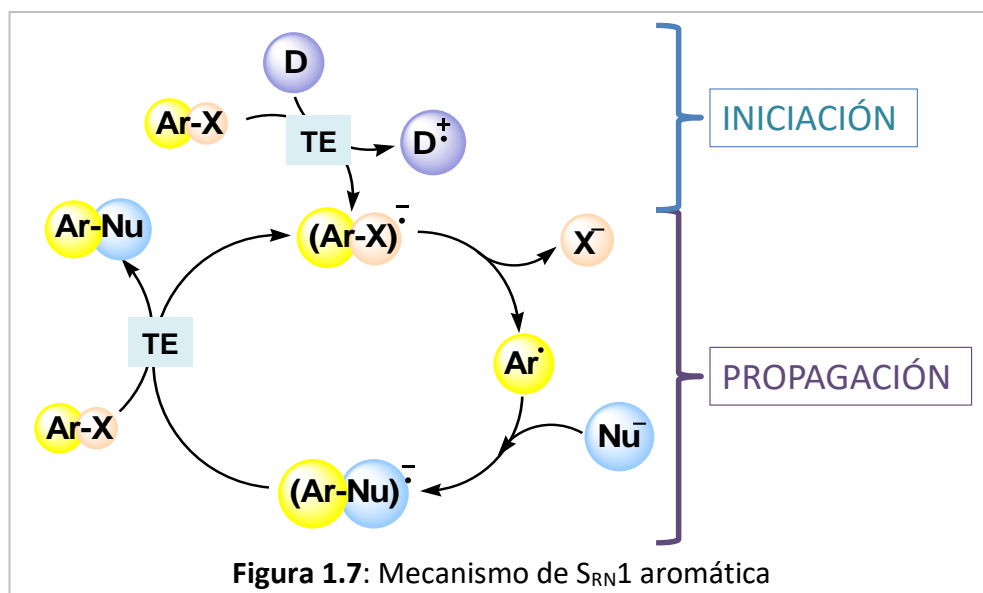 D
Ar-X
TE
D•+
INICIACIÓN
Ar-Nu
(Ar-X)•−
X−
TE
Ar•
PROPAGACIÓN
Ar-X
Nu−
(Ar-Nu)•−
Figura 1.7: Mecanismo de SRN1 aromática